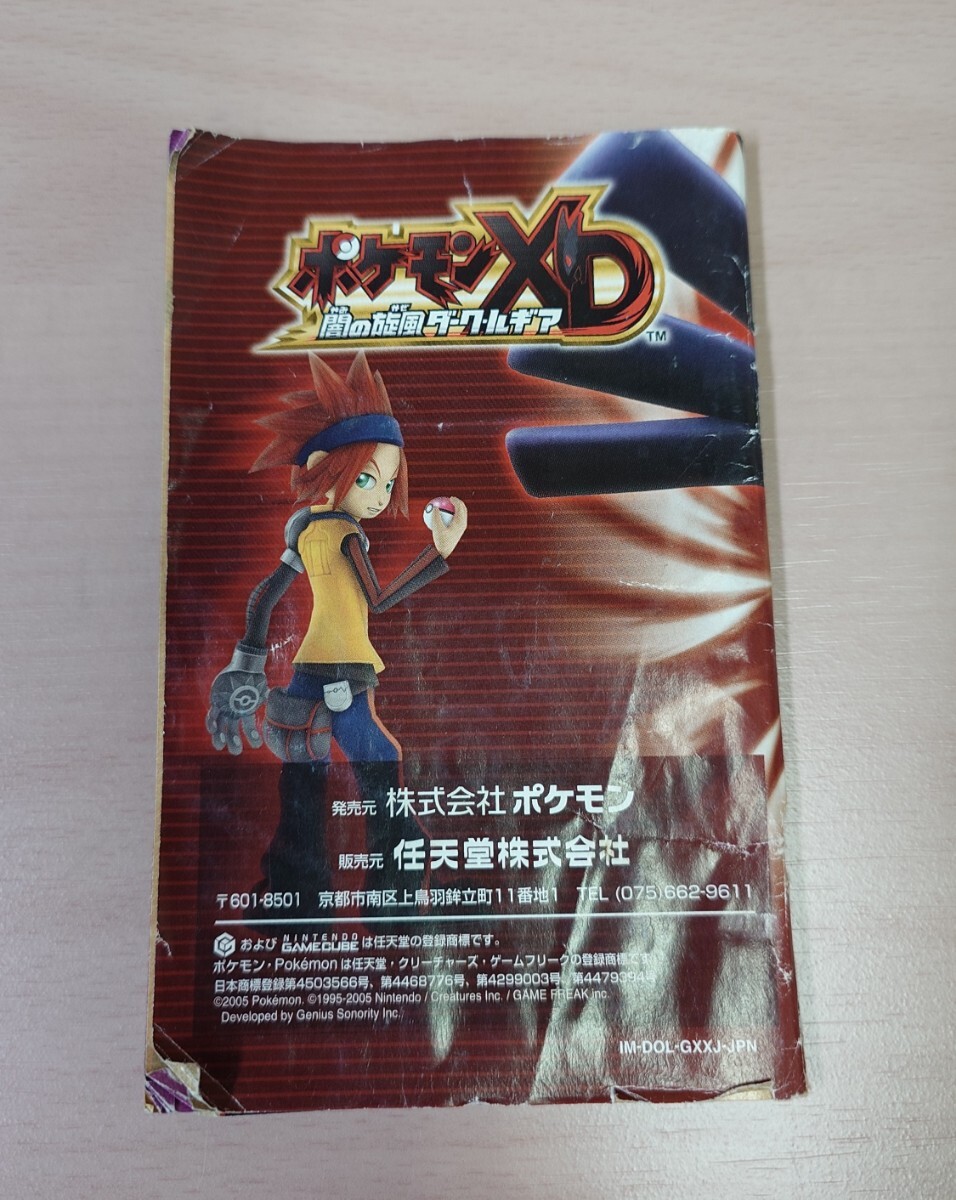 ポケモンXD
やみ かぜ
闇の旋風ダーク・ルギア
TM
発売元 株式会社ポケモン
販売元 任天堂株式会社
〒601-8501 京都市南区上鳥羽鉾立町11番地1 TEL (075)662-9611
および NINTENDO GAMECUBE は任天堂の登録商標です。
ポケモン・Pokémonは任天堂・クリーチャーズ・ゲームフリークの登録商標です。
日本商標登録第4503566号、第4468776号、第4299003号、第4479394号
©2005 Pokémon. ©1995-2005 Nintendo / Creatures Inc. / GAME FREAK inc.
Developed by Genius Sonority Inc.
IM-DOL-GXXJ-JPN